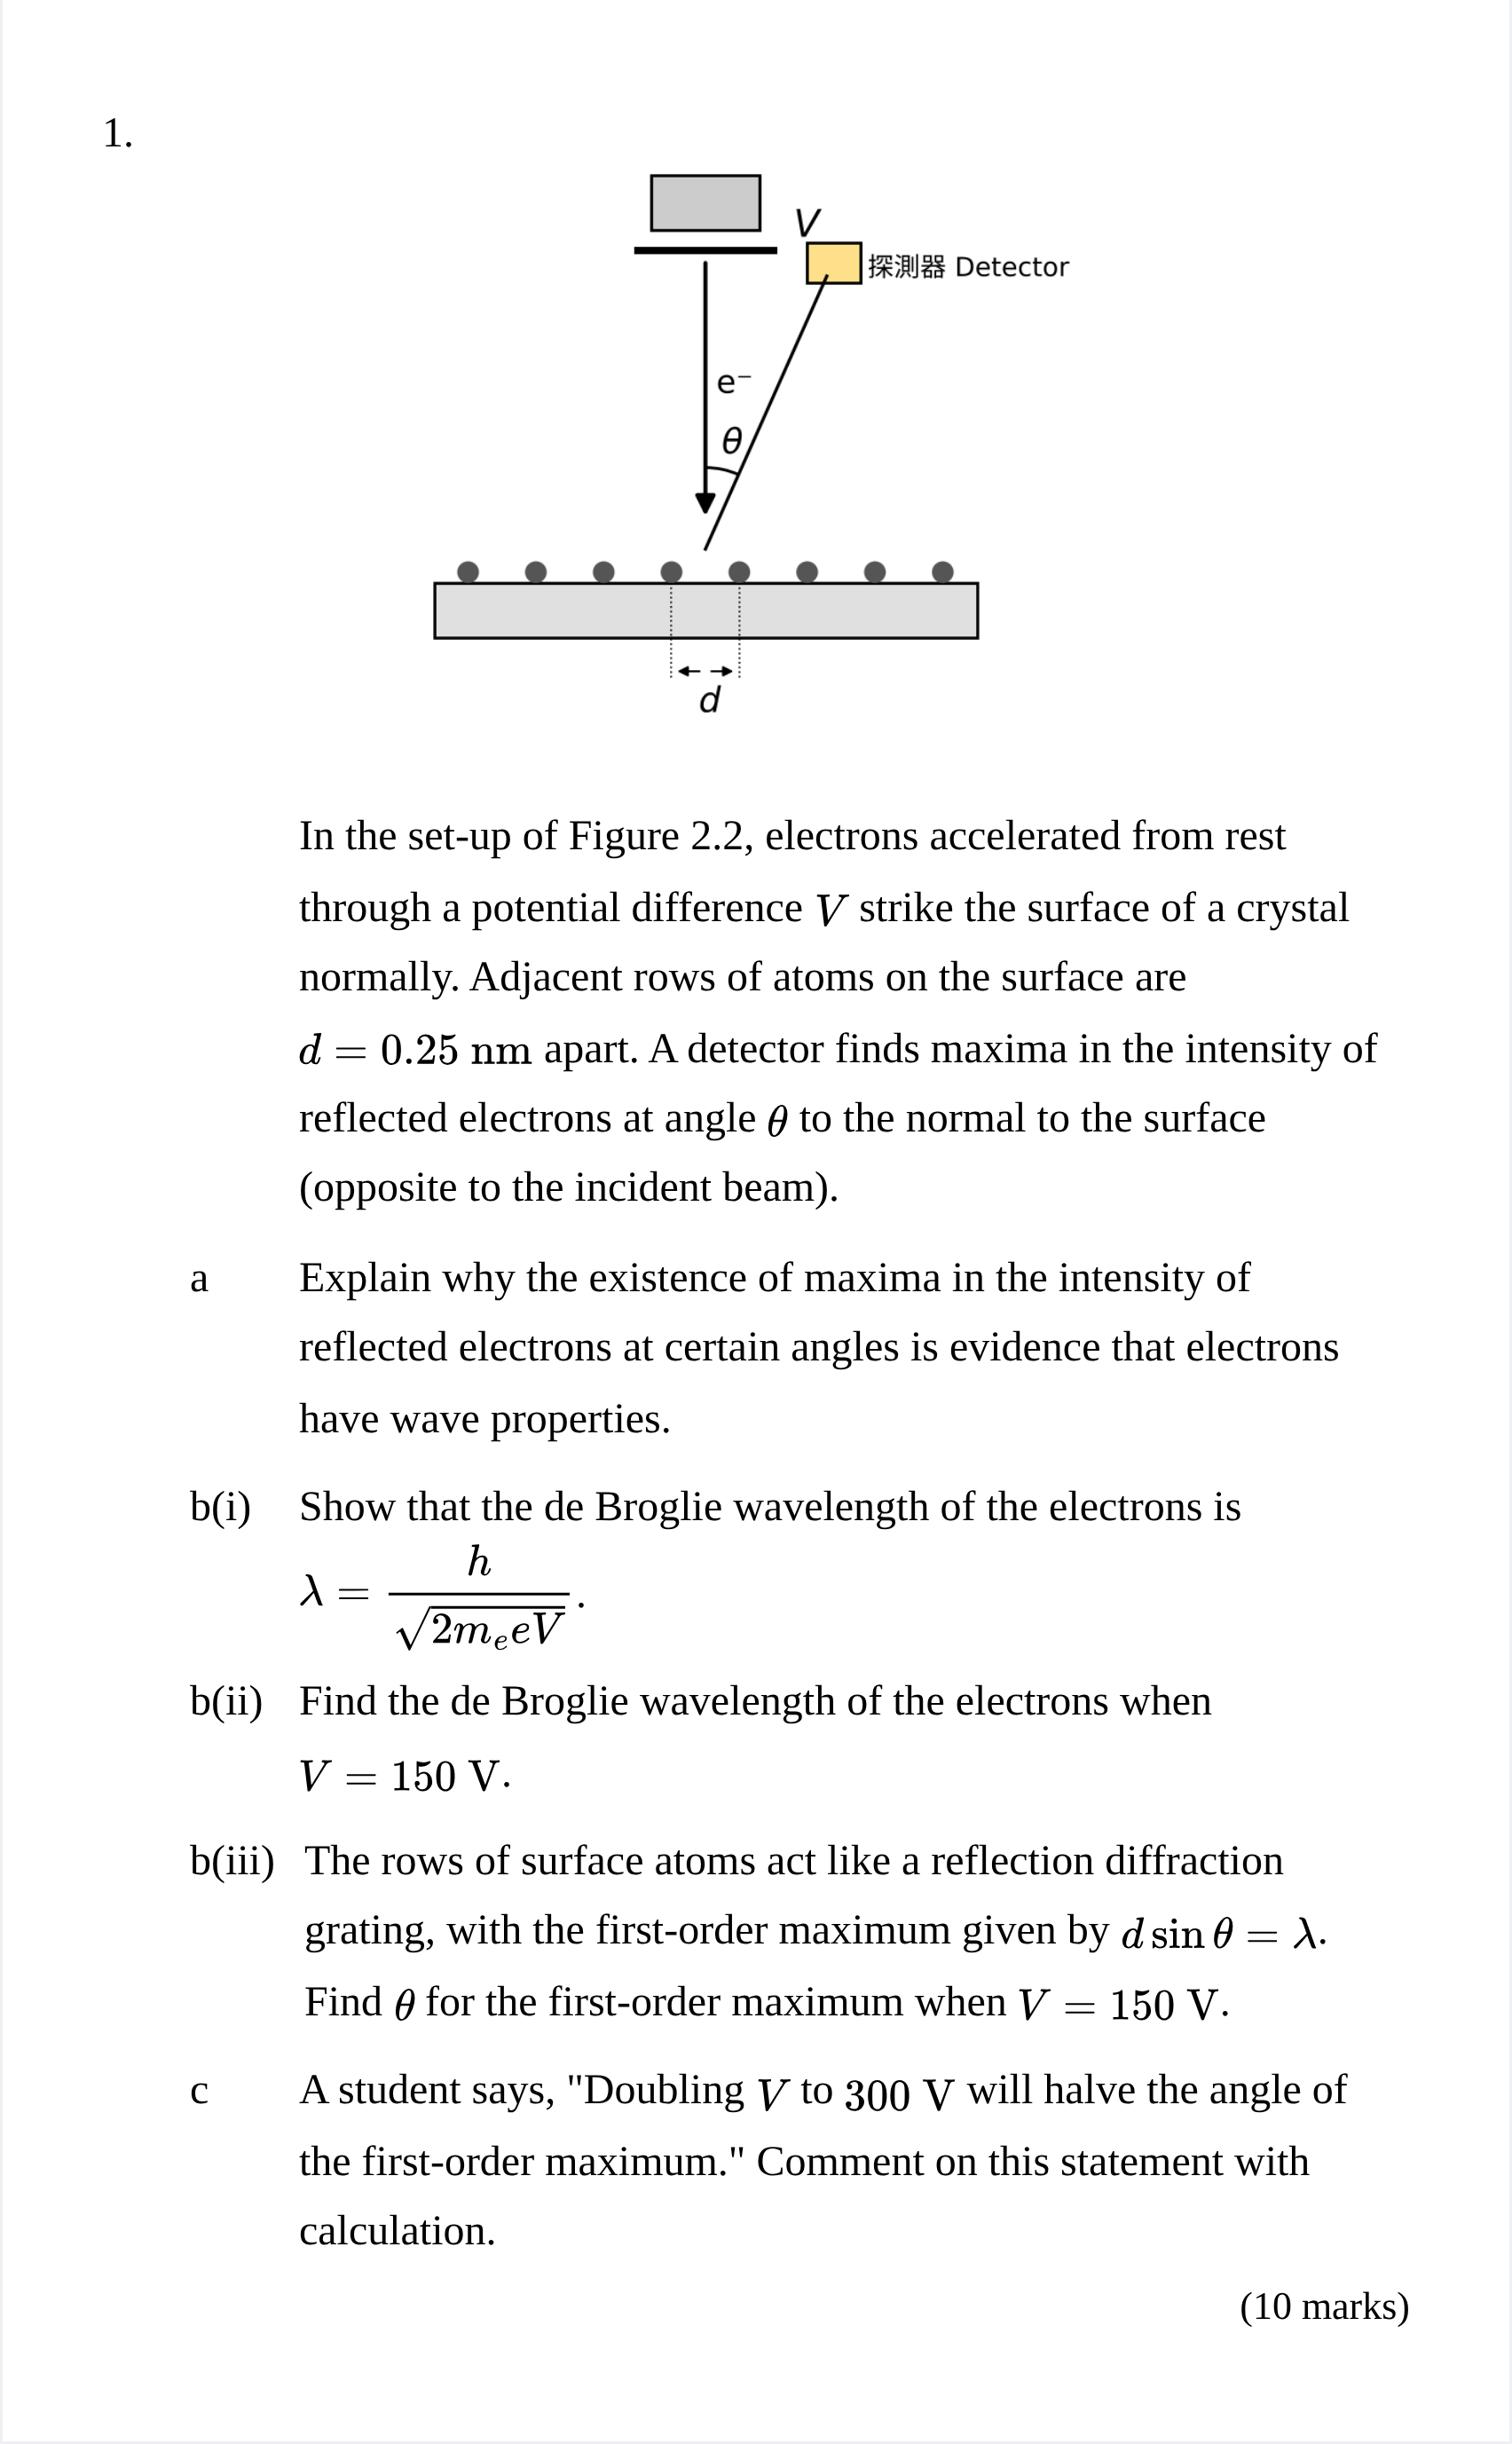 1.
V
探測器 Detector
e⁻
θ
d
In the set-up of Figure 2.2, electrons accelerated from rest
through a potential difference V strike the surface of a crystal
normally. Adjacent rows of atoms on the surface are
d = 0.25 nm apart. A detector finds maxima in the intensity of
reflected electrons at angle θ to the normal to the surface
(opposite to the incident beam).
a Explain why the existence of maxima in the intensity of
reflected electrons at certain angles is evidence that electrons
have wave properties.
b(i) Show that the de Broglie wavelength of the electrons is
λ = h / √(2mₑeV).
b(ii) Find the de Broglie wavelength of the electrons when
V = 150 V.
b(iii) The rows of surface atoms act like a reflection diffraction
grating, with the first-order maximum given by d sin θ = λ.
Find θ for the first-order maximum when V = 150 V.
c A student says, "Doubling V to 300 V will halve the angle of
the first-order maximum." Comment on this statement with
calculation.
(10 marks)